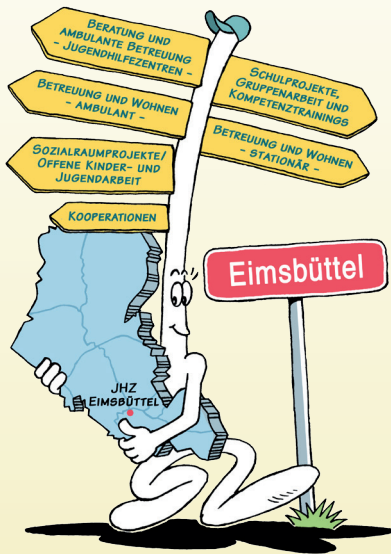 BERATUNG UND
AMBULANTE BETREUUNG
- JUGENDHILFEZENTREN -
SCHULPROJEKTE,
GRUPPENARBEIT UND
KOMPETENZTRAININGS
BETREUUNG UND WOHNEN
- AMBULANT -
BETREUUNG UND WOHNEN
- STATIONÄR -
SOZIALRAUMPROJEKTE/
OFFENE KINDER- UND
JUGENDARBEIT
KOOPERATIONEN
Eimsbüttel
JHZ
EIMSBÜTTEL